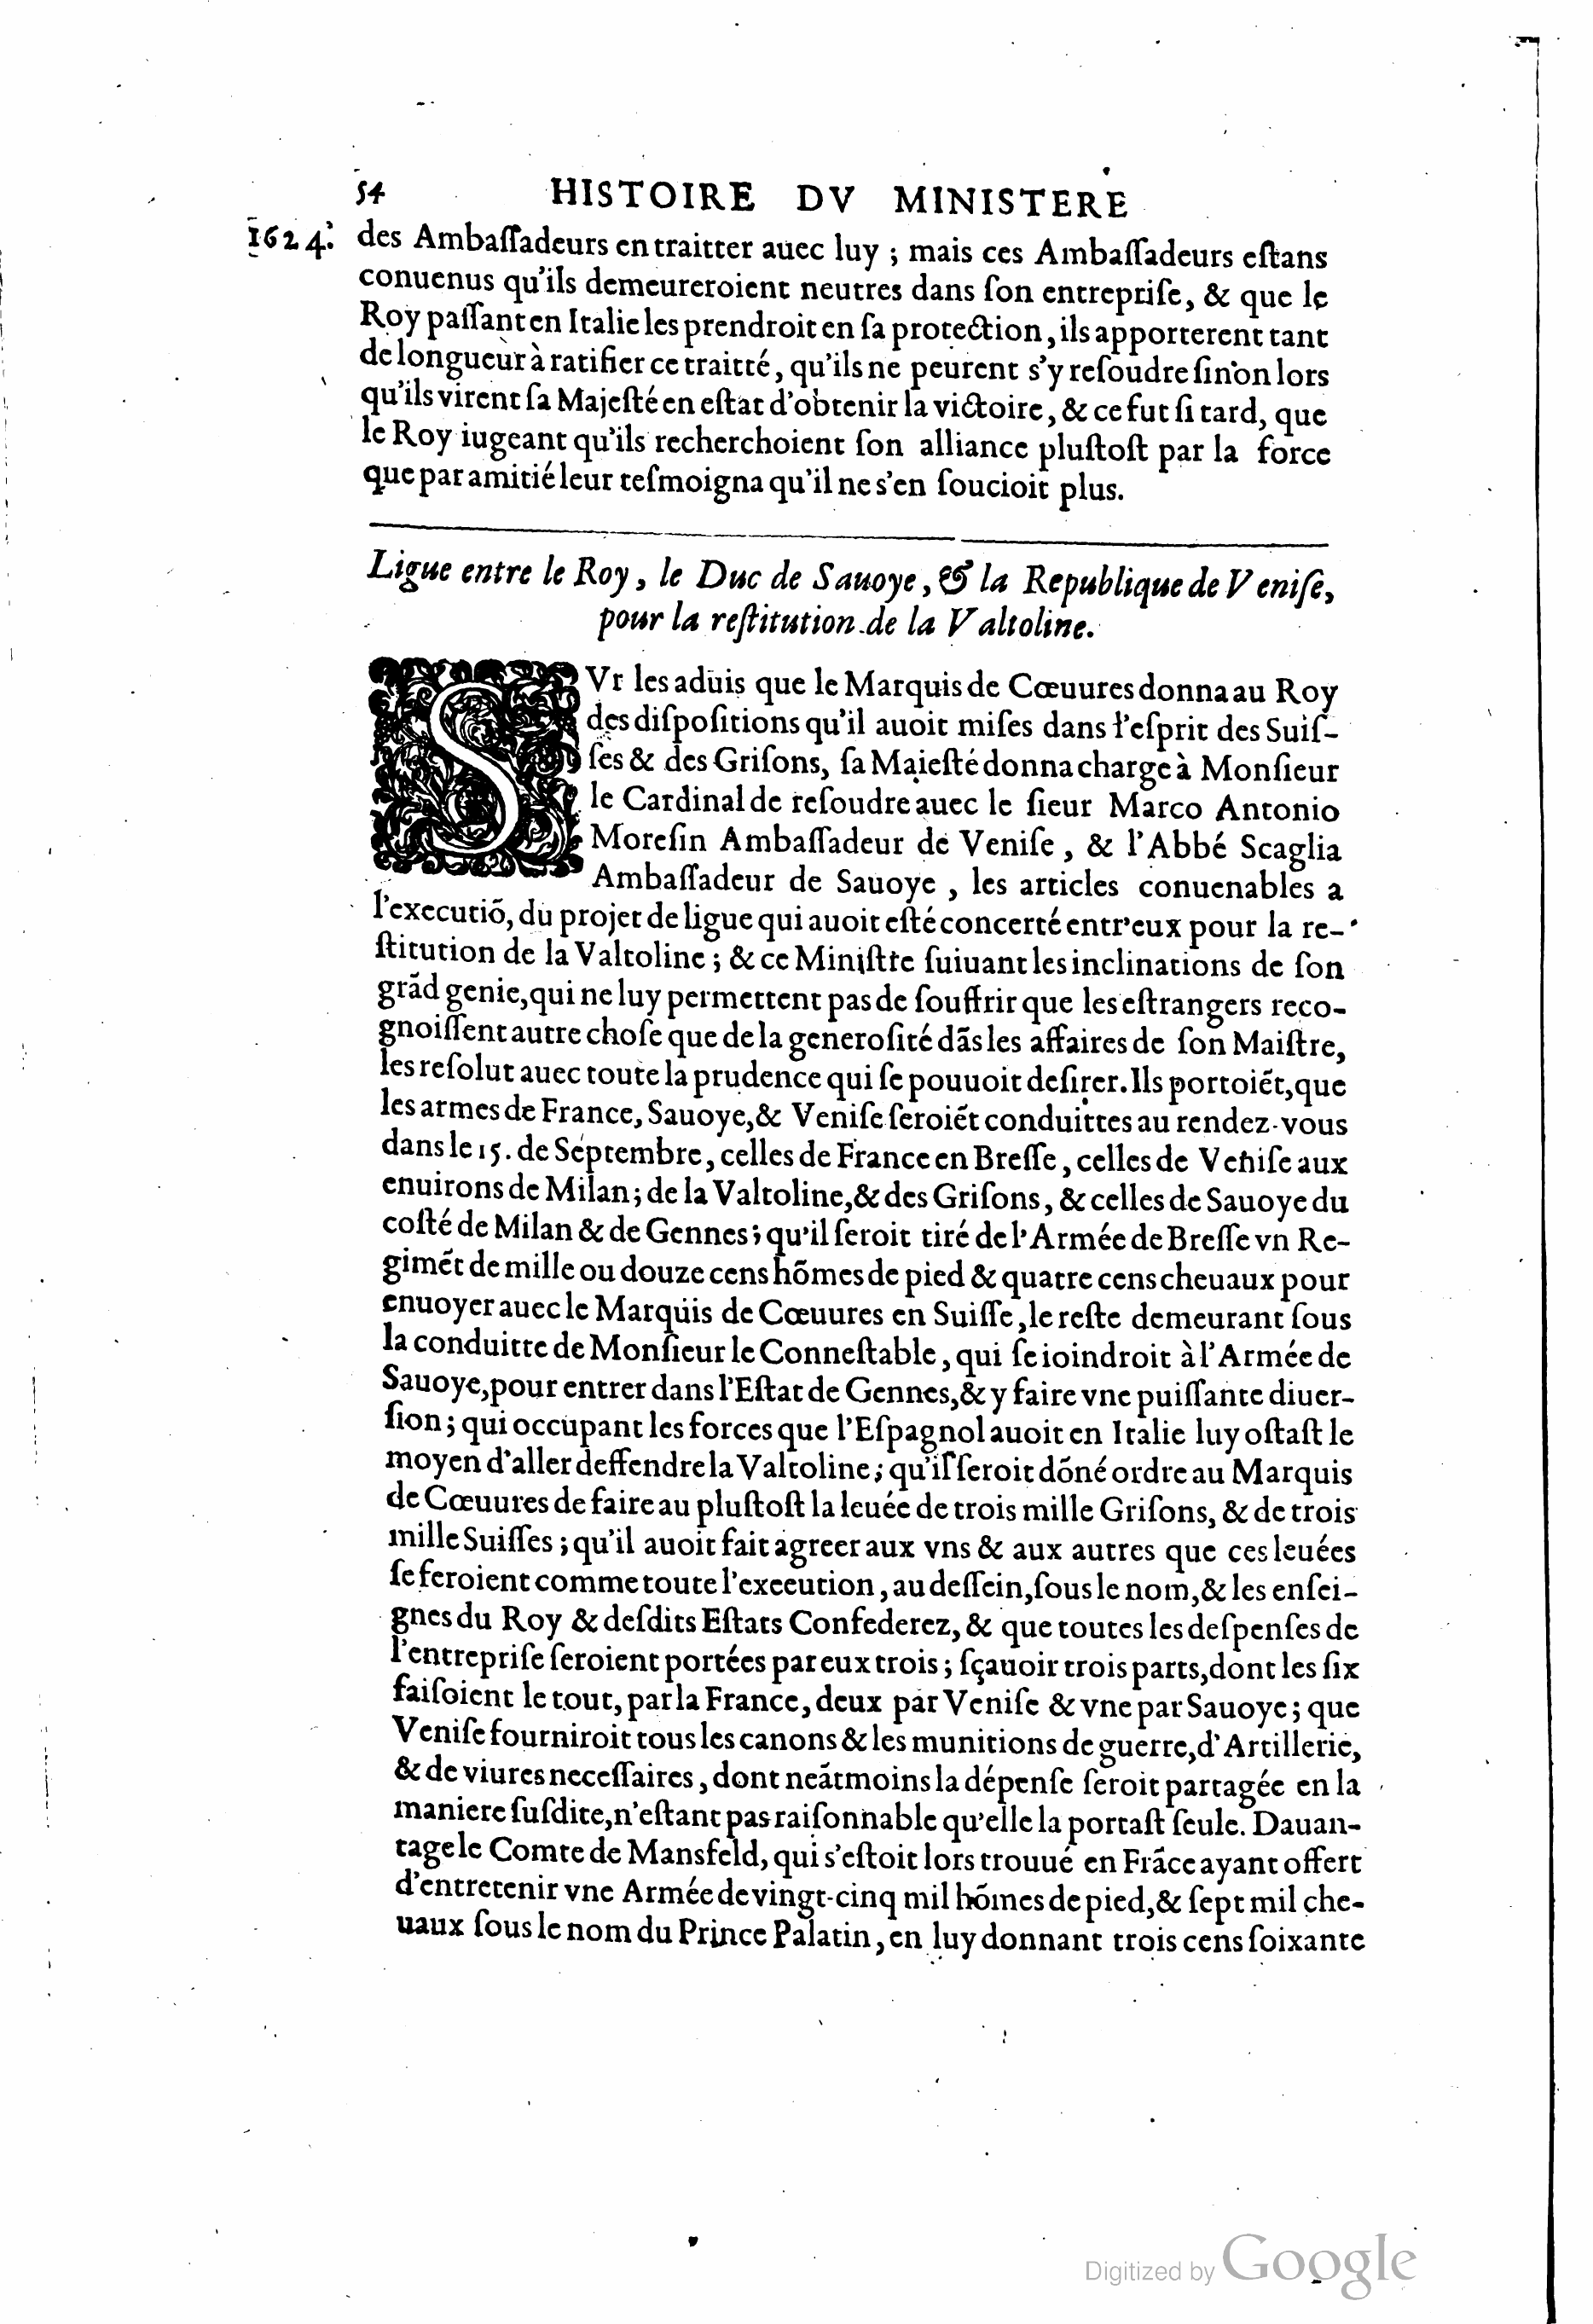 54 HISTOIRE DV MINISTERE
1624. des Ambaſſadeurs en traitter auec luy ; mais ces Ambaſſadeurs eſtans
conuenus qu'ils demeureroient neutres dans ſon entrepriſe, & que le
Roy paſſant en Italie les prendroit en ſa protection, ils apporterent tant
de longueur à ratifier ce traitté, qu'ils ne peurent s'y reſoudre ſinon lors
qu'ils virent ſa Majeſté en eſtat d'obtenir la victoire, & ce fut ſi tard, que
le Roy iugeant qu'ils recherchoient ſon alliance pluſtoſt par la force
que par amitié leur teſmoigna qu'il ne s'en ſoucioit plus.
Ligue entre le Roy, le Duc de Sauoye, & la Republique de Veniſe,
pour la reſtitution de la Valtoline.
SVr les aduis que le Marquis de Cœuures donna au Roy
des diſpoſitions qu'il auoit miſes dans l'eſprit des Suiſ-
ſes & des Griſons, ſa Maieſté donna charge à Monſieur
le Cardinal de reſoudre auec le ſieur Marco Antonio
Moreſin Ambaſſadeur de Veniſe, & l'Abbé Scaglia
Ambaſſadeur de Sauoye, les articles conuenables a
l'executiõ, du projet de ligue qui auoit eſté concerté entr'eux pour la re-
ſtitution de la Valtoline ; & ce Miniſtre ſuiuant les inclinations de ſon
grãd genie, qui ne luy permettent pas de ſouffrir que les eſtrangers reco-
gnoiſſent autre choſe que de la generoſité dãs les affaires de ſon Maiſtre,
les reſolut auec toute la prudence qui ſe pouuoit deſirer. Ils portoiẽt, que
les armes de France, Sauoye, & Veniſe ſeroiẽt conduittes au rendez-vous
dans le 15. de Septembre, celles de France en Breſſe, celles de Veniſe aux
enuirons de Milan; de la Valtoline, & des Griſons, & celles de Sauoye du
coſté de Milan & de Gennes; qu'il ſeroit tiré de l'Armée de Breſſe vn Re-
gimẽt de mille ou douze cens hõmes de pied & quatre cens cheuaux pour
enuoyer auec le Marquis de Cœuures en Suiſſe, le reſte demeurant ſous
la conduitte de Monſieur le Conneſtable, qui ſe ioindroit à l'Armée de
Sauoye, pour entrer dans l'Eſtat de Gennes, & y faire vne puiſſante diuer-
ſion; qui occupant les forces que l'Eſpagnol auoit en Italie luy oſtaſt le
moyen d'aller deffendre la Valtoline; qu'il ſeroit dõné ordre au Marquis
de Cœuures de faire au pluſtoſt la leuée de trois mille Griſons, & de trois
mille Suiſſes ; qu'il auoit fait agreer aux vns & aux autres que ces leuées
ſe feroient comme toute l'execution, au deſſein, ſous le nom, & les enſei-
gnes du Roy & deſdits Eſtats Confederez, & que toutes les deſpenſes de
l'entrepriſe ſeroient portées par eux trois ; ſçauoir trois parts, dont les ſix
faiſoient le tout, par la France, deux par Veniſe & vne par Sauoye; que
Veniſe fourniroit tous les canons & les munitions de guerre, d'Artillerie,
& de viures neceſſaires, dont neãtmoins la dépenſe ſeroit partagée en la
maniere ſuſdite, n'eſtant pas raiſonnable qu'elle la portaſt ſeule. Dauan-
tage le Comte de Mansfeld, qui s'eſtoit lors trouué en Frãce ayant offert
d'entretenir vne Armée de vingt-cinq mil hõmes de pied, & ſept mil che-
uaux ſous le nom du Prince Palatin, en luy donnant trois cens ſoixante
Digitized by Google